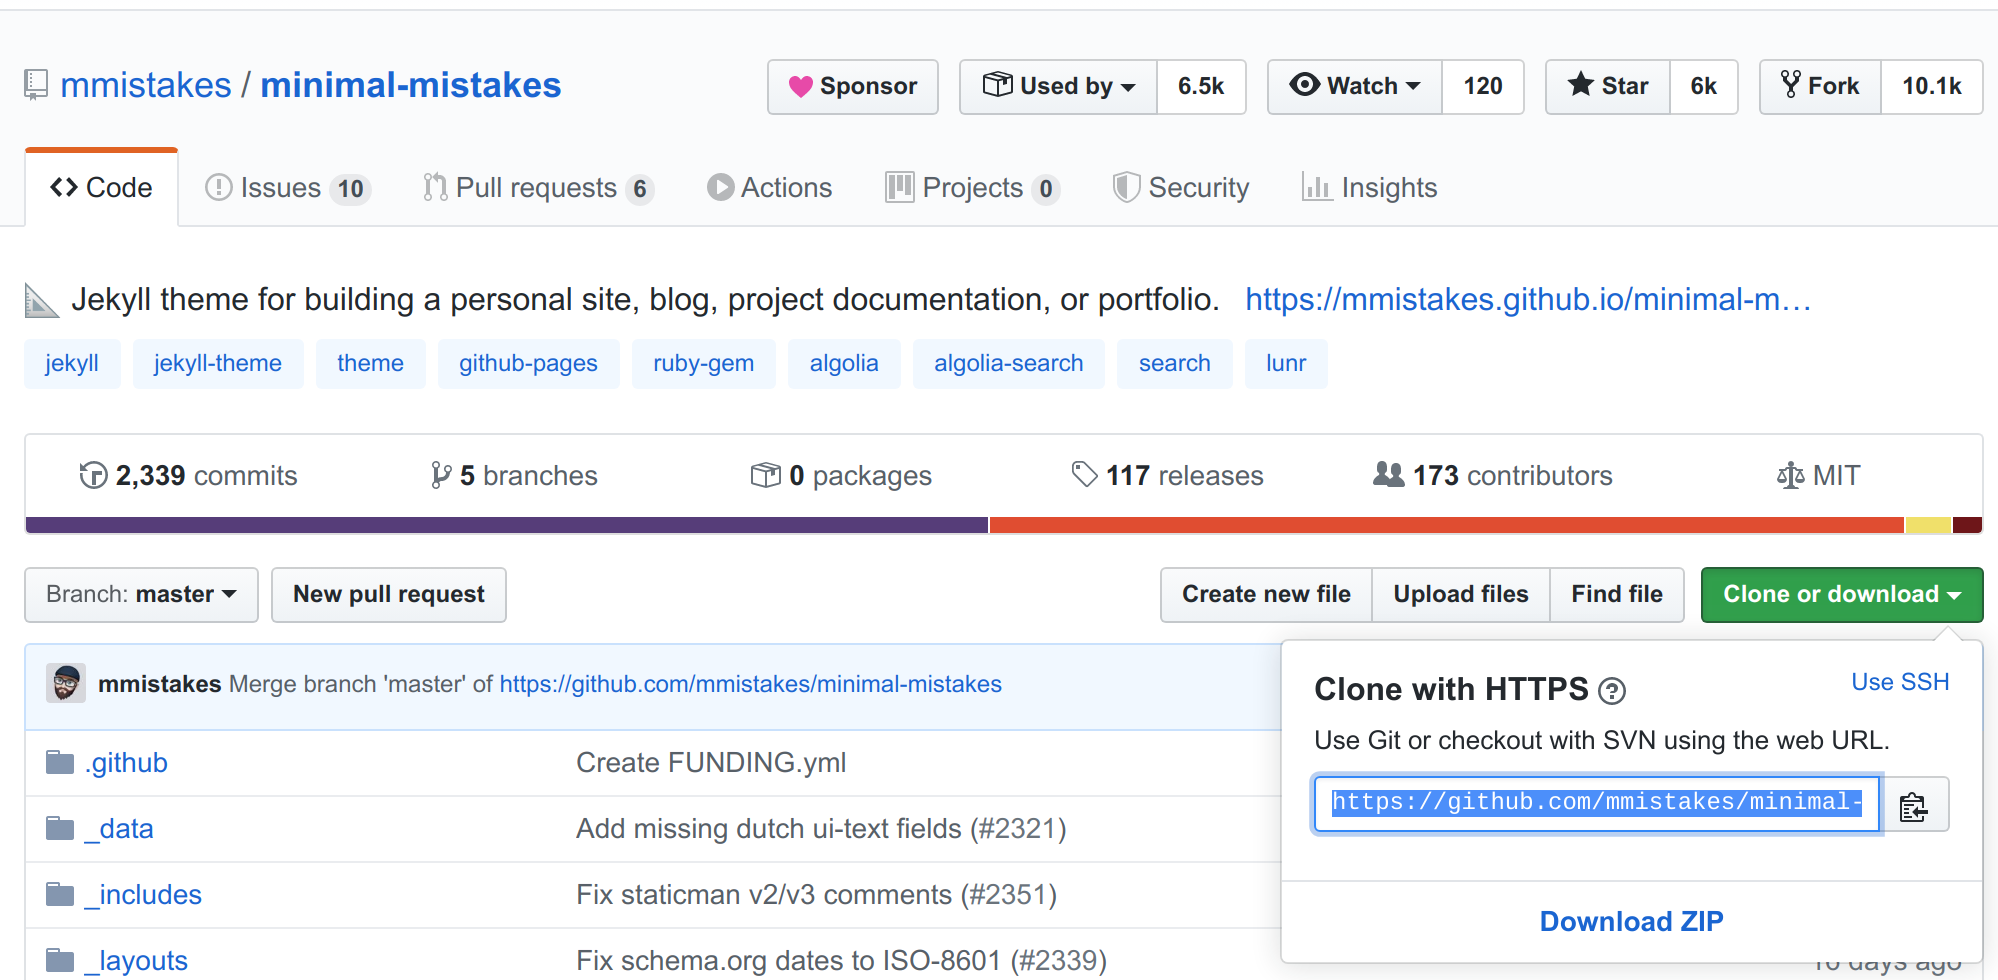 mmistakes / minimal-mistakes
Sponsor
Used by 6.5k
Watch 120
Star 6k
Fork 10.1k
Code
Issues 10
Pull requests 6
Actions
Projects 0
Security
Insights
Jekyll theme for building a personal site, blog, project documentation, or portfolio. https://mmistakes.github.io/minimal-m…
jekyll jekyll-theme theme github-pages ruby-gem algolia algolia-search search lunr
2,339 commits 5 branches 0 packages 117 releases 173 contributors MIT
Branch: master New pull request Create new file Upload files Find file Clone or download
mmistakes Merge branch 'master' of https://github.com/mmistakes/minimal-mistakes
.github Create FUNDING.yml
_data Add missing dutch ui-text fields (#2321)
_includes Fix staticman v2/v3 comments (#2351)
_layouts Fix schema.org dates to ISO-8601 (#2339)
Clone with HTTPS Use SSH
Use Git or checkout with SVN using the web URL.
https://github.com/mmistakes/minimal-
Download ZIP
days ago